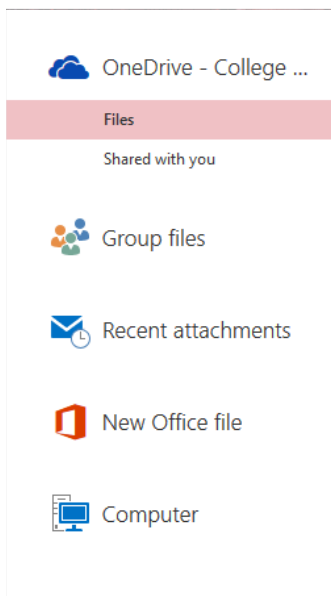 OneDrive - College ...
Files
Shared with you
Group files
Recent attachments
New Office file
Computer